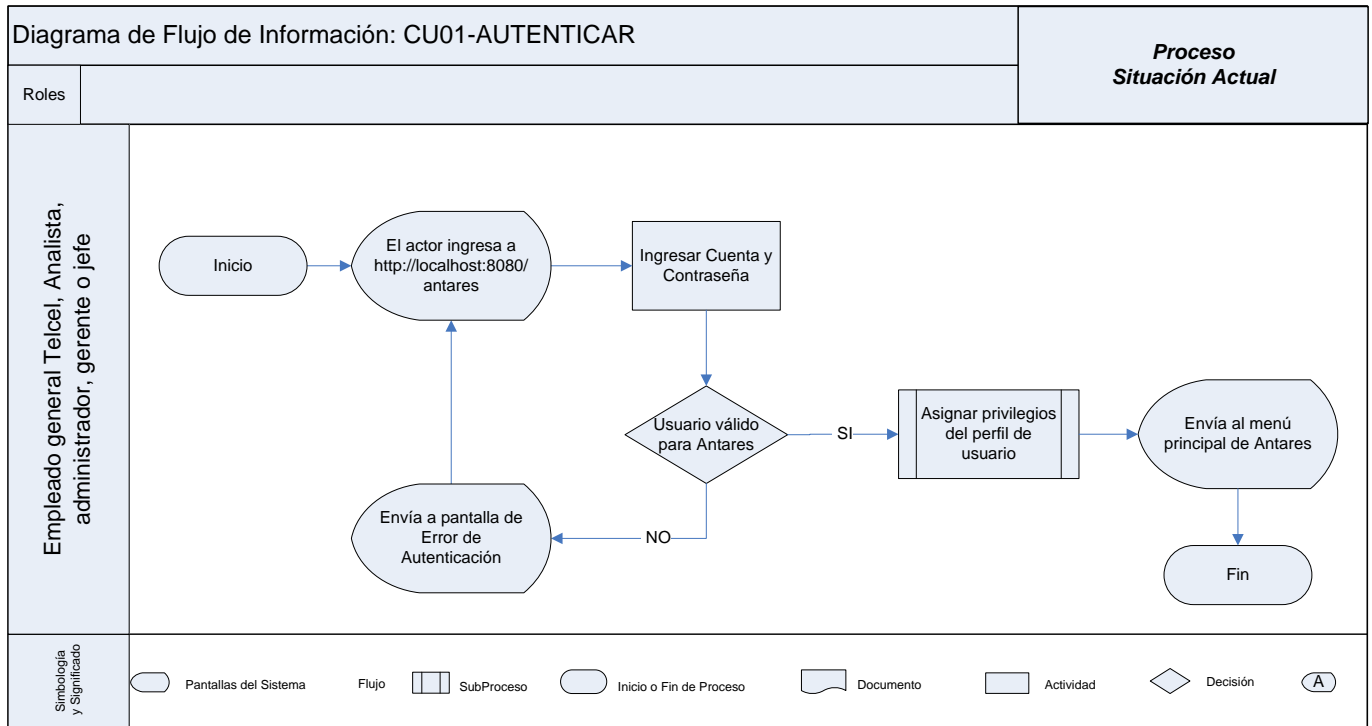 Diagrama de Flujo de Información: CU01-AUTENTICAR
Proceso
Situación Actual
Roles
Empleado general Telcel, Analista,
administrador, gerente o jefe
Inicio
El actor ingresa a
http://localhost:8080/
antares
Ingresar Cuenta y
Contraseña
Usuario válido
para Antares
SI
Asignar privilegios
del perfil de
usuario
Envía al menú
principal de Antares
NO
Envía a pantalla de
Error de
Autenticación
Fin
Simbología
y Significado
Pantallas del Sistema
Flujo
SubProceso
Inicio o Fin de Proceso
Documento
Actividad
Decisión
A